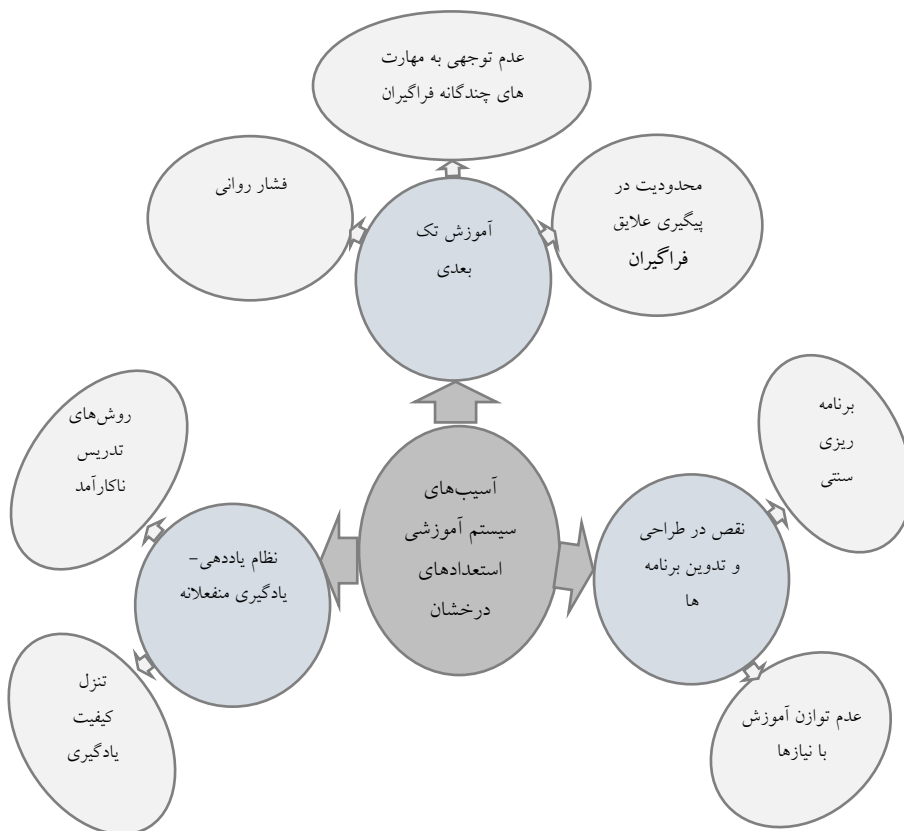 عدم توجهی به مهارت
های چندگانه فراگیران
محدودیت در
پیگیری علایق
فراگیران
فشار روانی
آموزش تک
بعدی
برنامه
ریزی
سنتی
روش‌های
تدریس
ناکارآمد
آسیب‌های
سیستم آموزشی
استعدادهای
درخشان
نقص در طراحی
و تدوین برنامه
ها
نظام یاددهی-
یادگیری منفعلانه
عدم توازن آموزش
با نیازها
تنزل
کیفیت
یادگیری